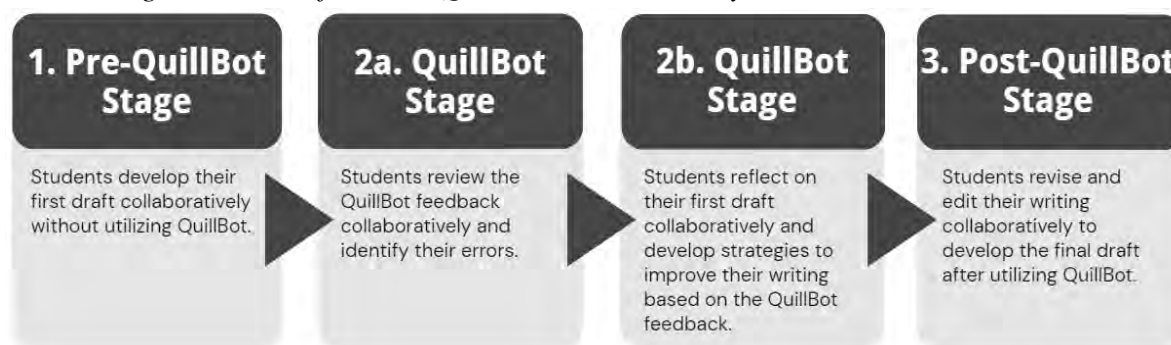 1. Pre-QuillBot
Stage
Students develop their
first draft collaboratively
without utilizing QuillBot.
2a. QuillBot
Stage
Students review the
QuillBot feedback
collaboratively and
identify their errors.
2b. QuillBot
Stage
Students reflect on
their first draft
collaboratively and
develop strategies to
improve their writing
based on the QuillBot
feedback.
3. Post-QuillBot
Stage
Students revise and
edit their writing
collaboratively to
develop the final draft
after utilizing QuillBot.